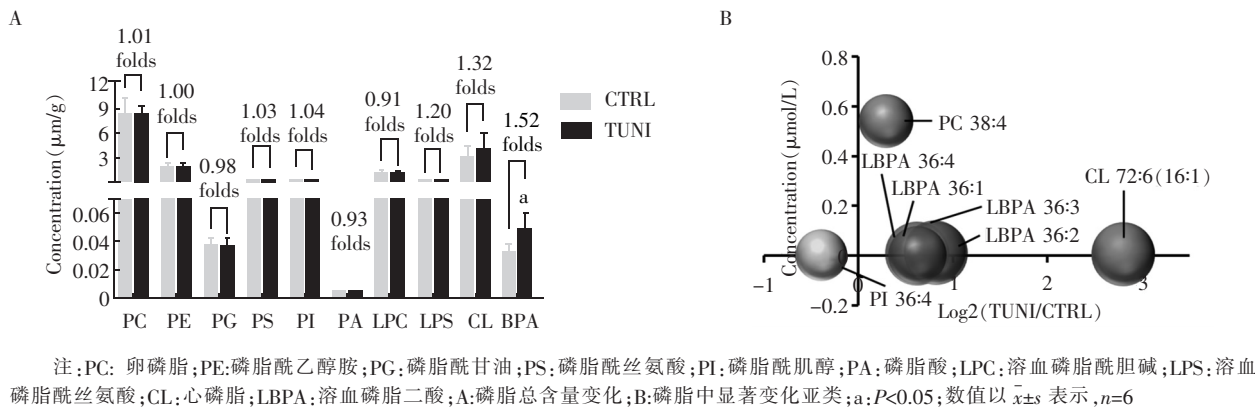 A
1.01
folds
1.00
folds
0.98
folds
1.03
folds
1.04
folds
0.93
folds
0.91
folds
1.20
folds
1.32
folds
1.52
folds
a
Concentration(μm/g)
12
9
6
3
0.06
0.04
0.02
0
PC PE PG PS PI PA LPC LPS CL BPA
CTRL
TUNI
B
Concentration(μmol/L)
0.8
0.6
0.4
0.2
0
-0.2
-1 0 1 2 3
Log2(TUNI/CTRL)
PC 38:4
LBPA 36:4
LBPA 36:1
LBPA 36:3
LBPA 36:2
CL 72:6(16:1)
PI 36:4
注:PC: 卵磷脂;PE:磷脂酰乙醇胺;PG:磷脂酰甘油;PS:磷脂酰丝氨酸;PI:磷脂酰肌醇;PA:磷脂酸;LPC:溶血磷脂酰胆碱;LPS:溶血
磷脂酰丝氨酸;CL:心磷脂;LBPA:溶血磷脂二酸;A:磷脂总含量变化;B:磷脂中显著变化亚类;a:P<0.05;数值以 x̄±s 表示,n=6